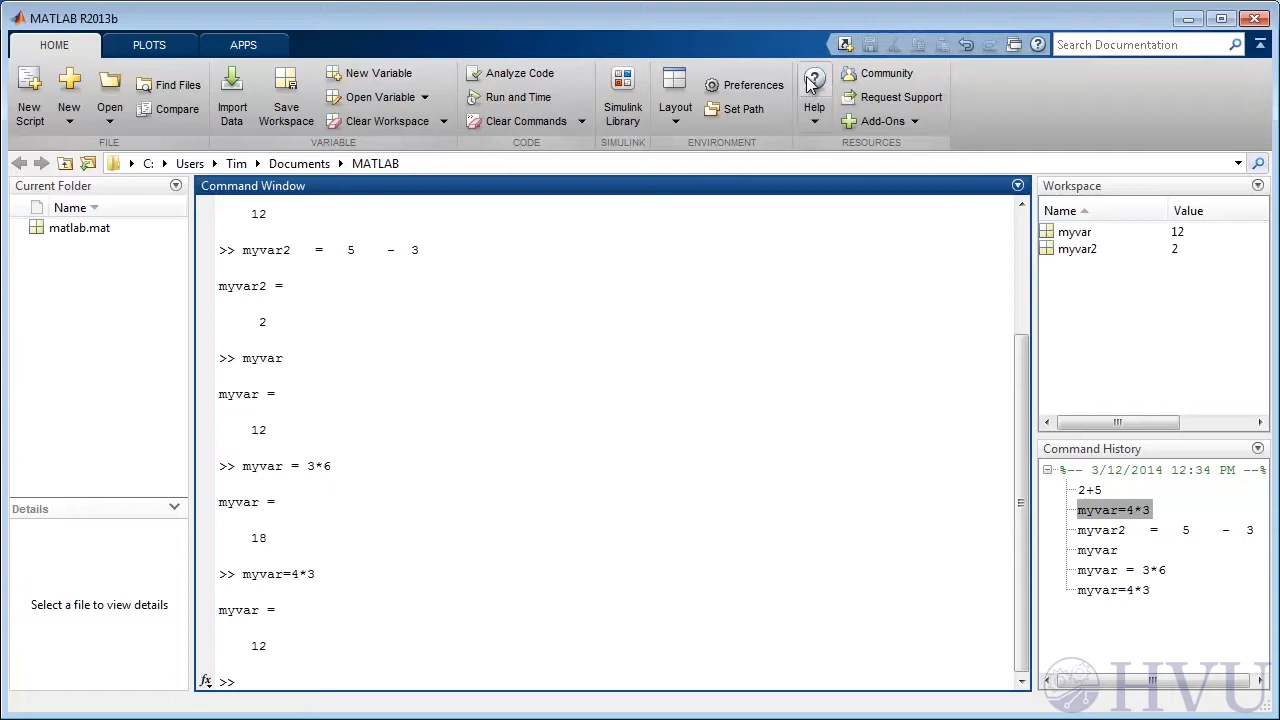 MATLAB R2013b
HOME PLOTS APPS
Search Documentation
New Script
New
Open
Find Files
Compare
FILE
Import Data
Save Workspace
New Variable
Open Variable
Clear Workspace
VARIABLE
Analyze Code
Run and Time
Clear Commands
CODE
Simulink Library
SIMULINK
Layout
Preferences
Set Path
ENVIRONMENT
Help
Community
Request Support
Add-Ons
RESOURCES
C: Users Tim Documents MATLAB
Current Folder
Name
matlab.mat
Details
Select a file to view details
Command Window
12
>> myvar2   =   5    -  3
myvar2 =
2
>> myvar
myvar =
12
>> myvar = 3*6
myvar =
18
>> myvar=4*3
myvar =
12
fx >>
Workspace
Name Value
myvar 12
myvar2 2
Command History
%-- 3/12/2014 12:34 PM --%
2+5
myvar=4*3
myvar2   =   5    -  3
myvar
myvar = 3*6
myvar=4*3
HVU